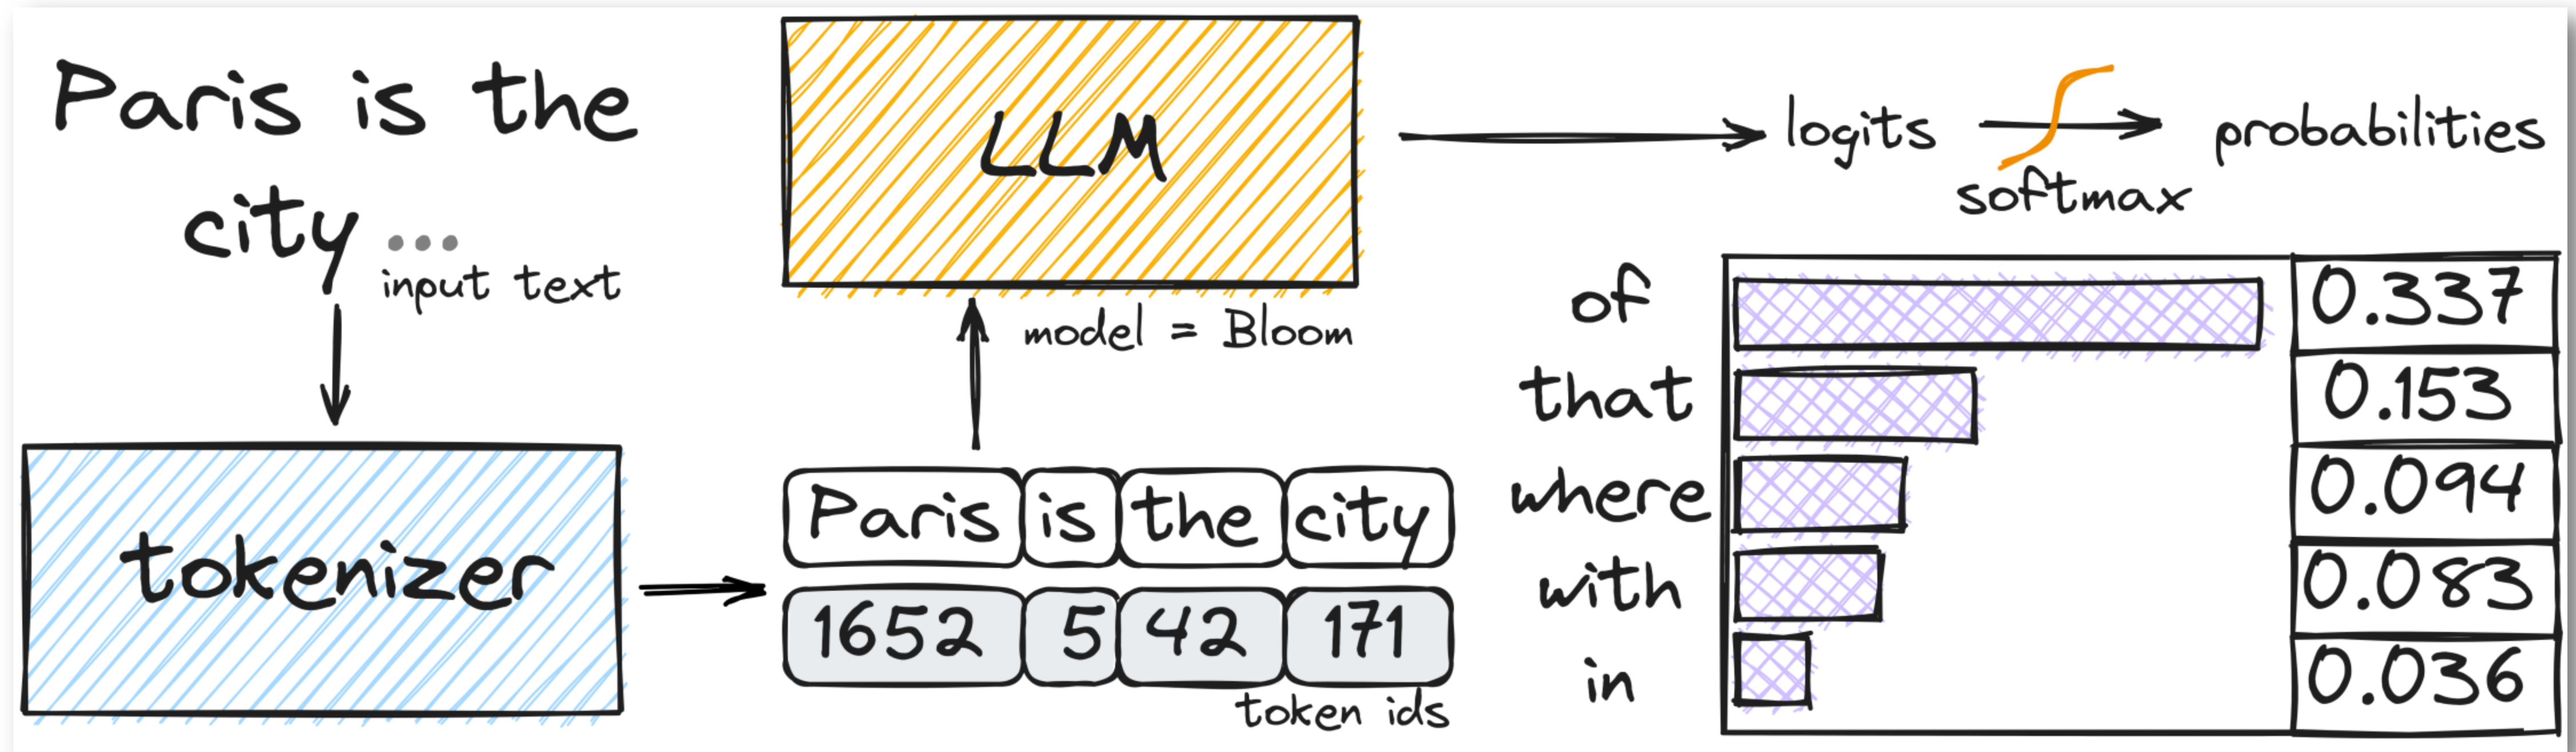 Paris is the
city ...
input text
tokenizer
Paris is the city
1652 5 42 171
token ids
LLM
model = Bloom
logits
softmax
probabilities
of 0.337
that 0.153
where 0.094
with 0.083
in 0.036